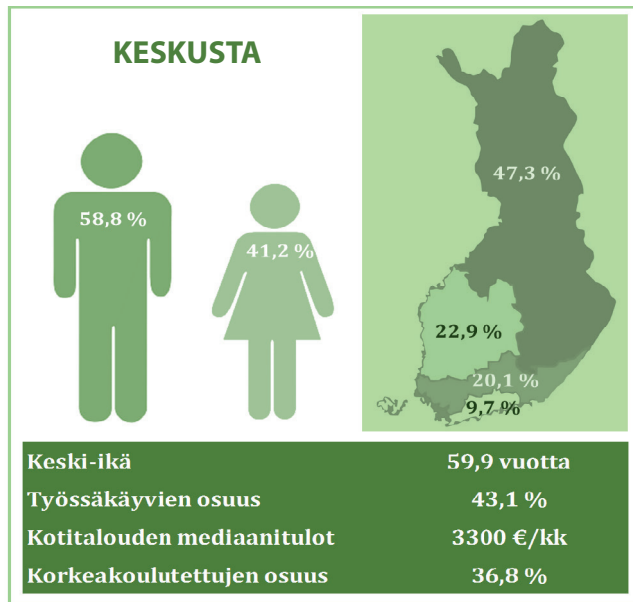 KESKUSTA
58,8 %
41,2 %
47,3 %
22,9 %
20,1 %
9,7 %
Keski-ikä 59,9 vuotta
Työssäkäyvien osuus 43,1 %
Kotitalouden mediaanitulot 3300 €/kk
Korkeakoulutettujen osuus 36,8 %